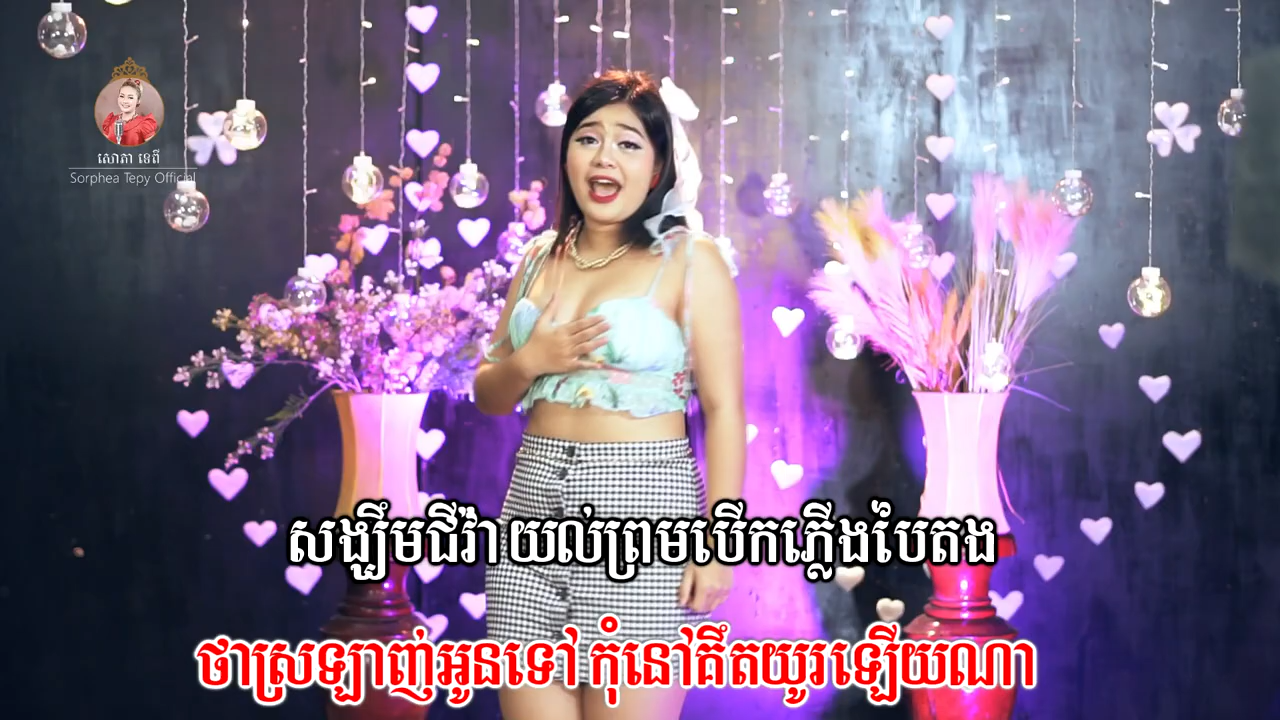 សោភា ទេពី
Sorphea Tepy Official
សង្ឃឹមជីវ៉ា យល់ព្រមបើកភ្លើងបៃតង
ថាស្រឡាញ់អូនទៅ កុំនៅគឹតយូរឡើយណា